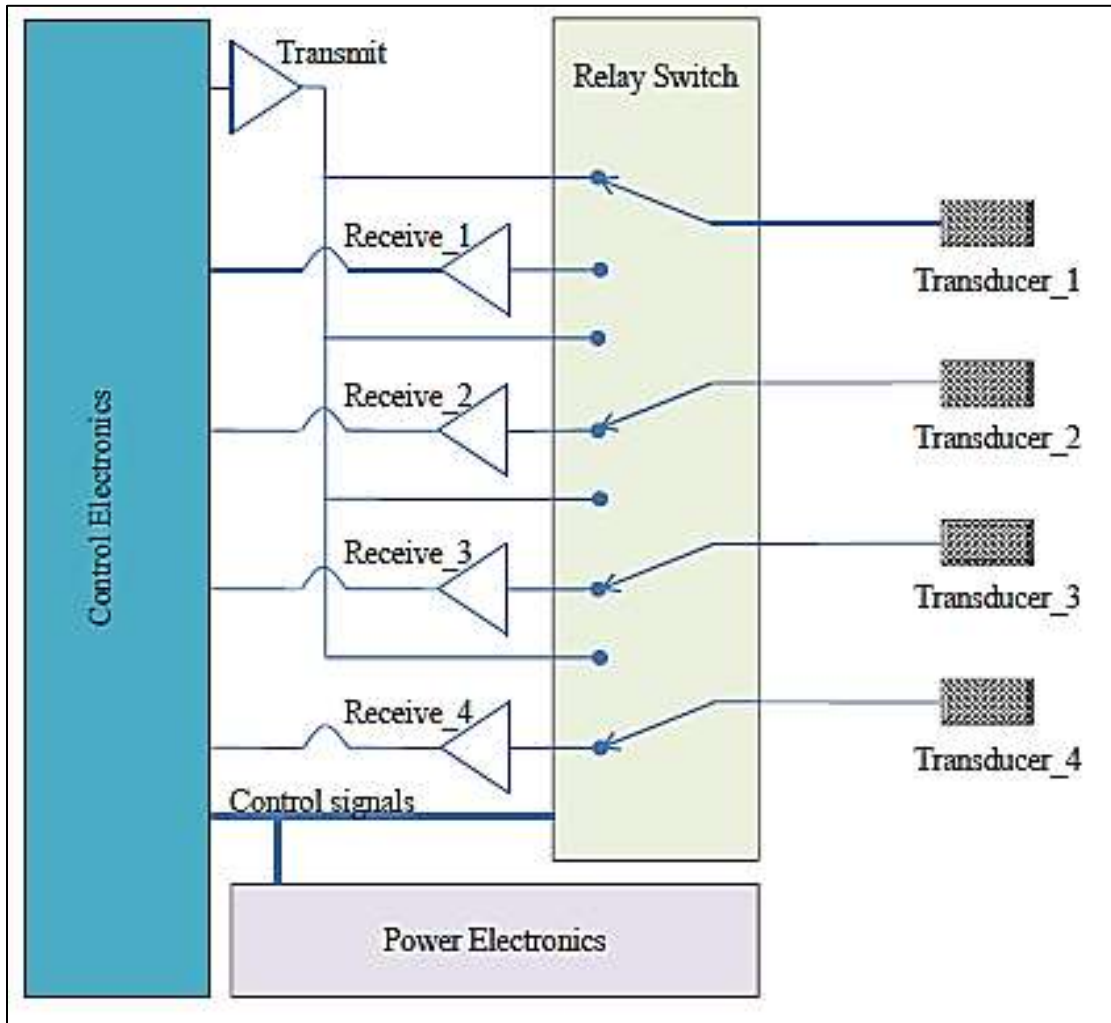 Transmit
Relay Switch
Receive_1
Transducer_1
Receive_2
Transducer_2
Control Electronics
Receive_3
Transducer_3
Receive_4
Transducer_4
Control signals
Power Electronics